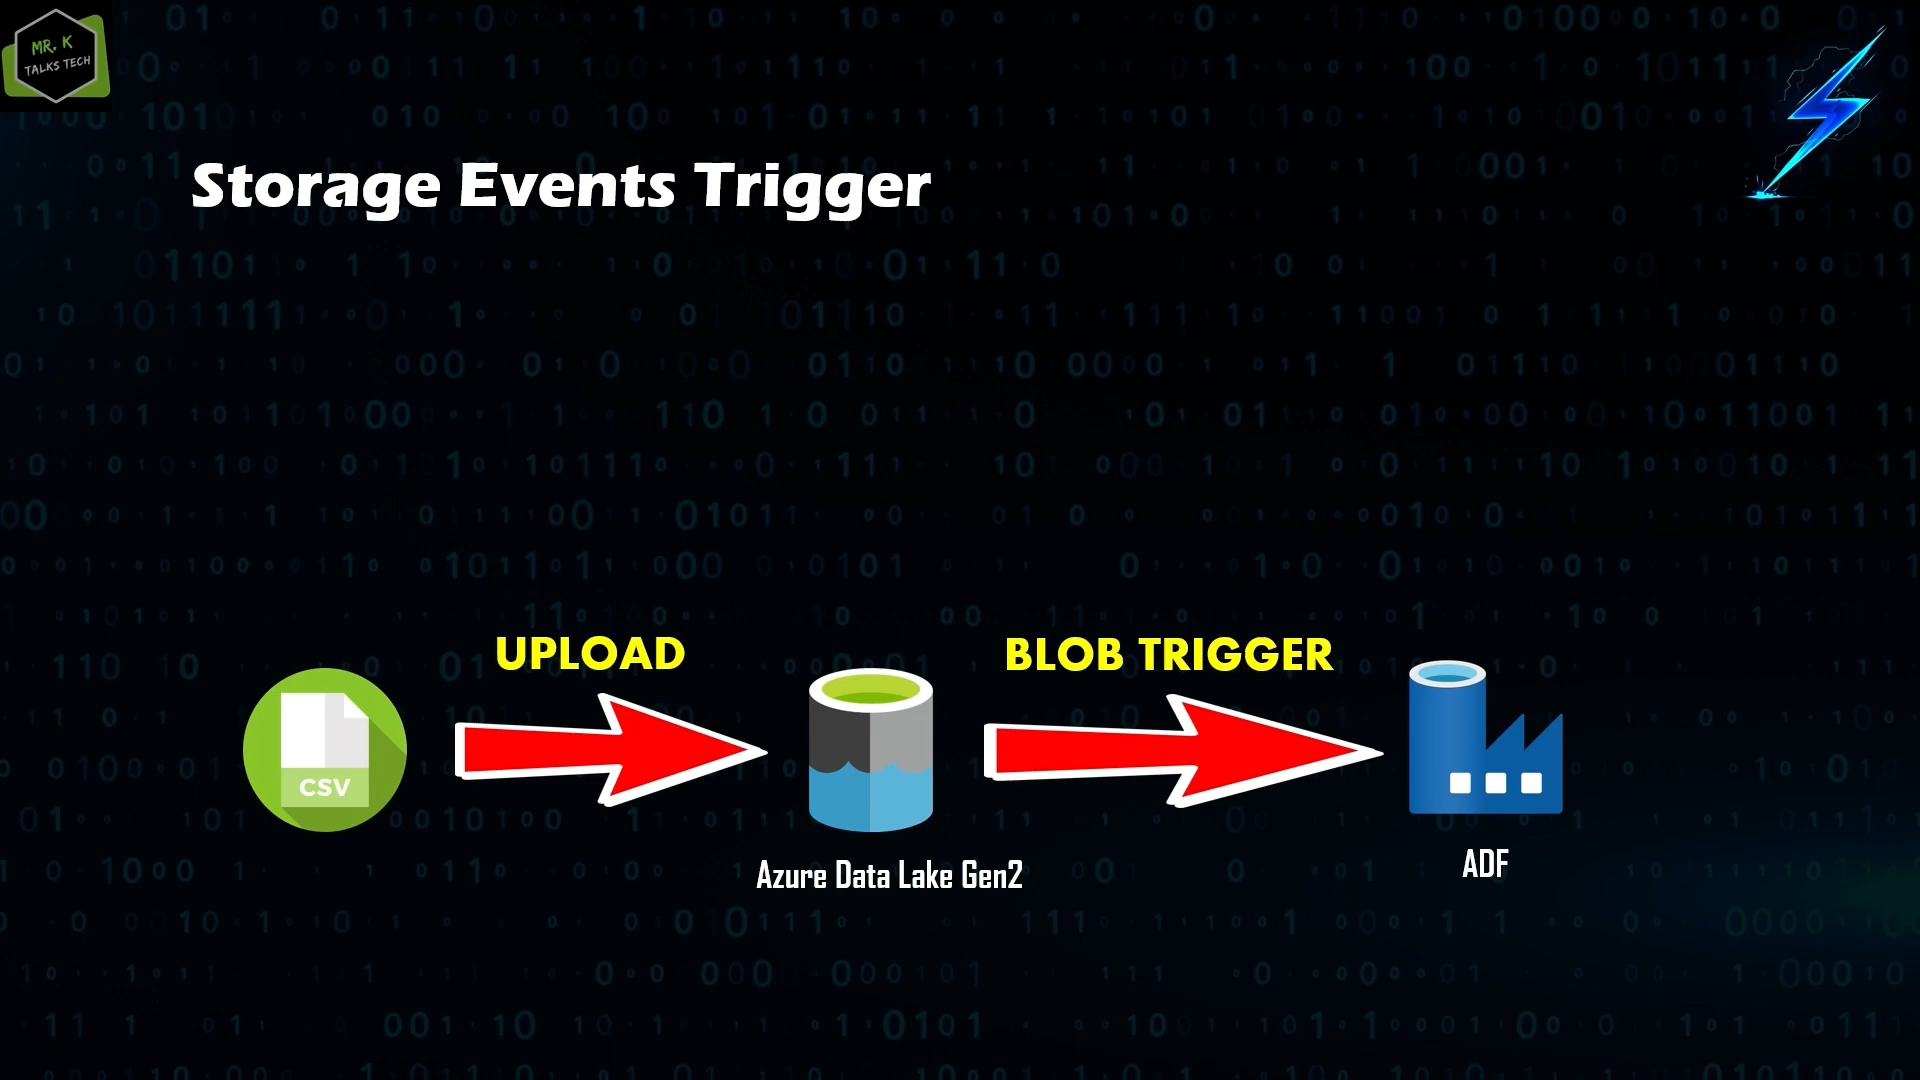 MR. K
TALKS TECH
Storage Events Trigger
UPLOAD
BLOB TRIGGER
CSV
Azure Data Lake Gen2
ADF